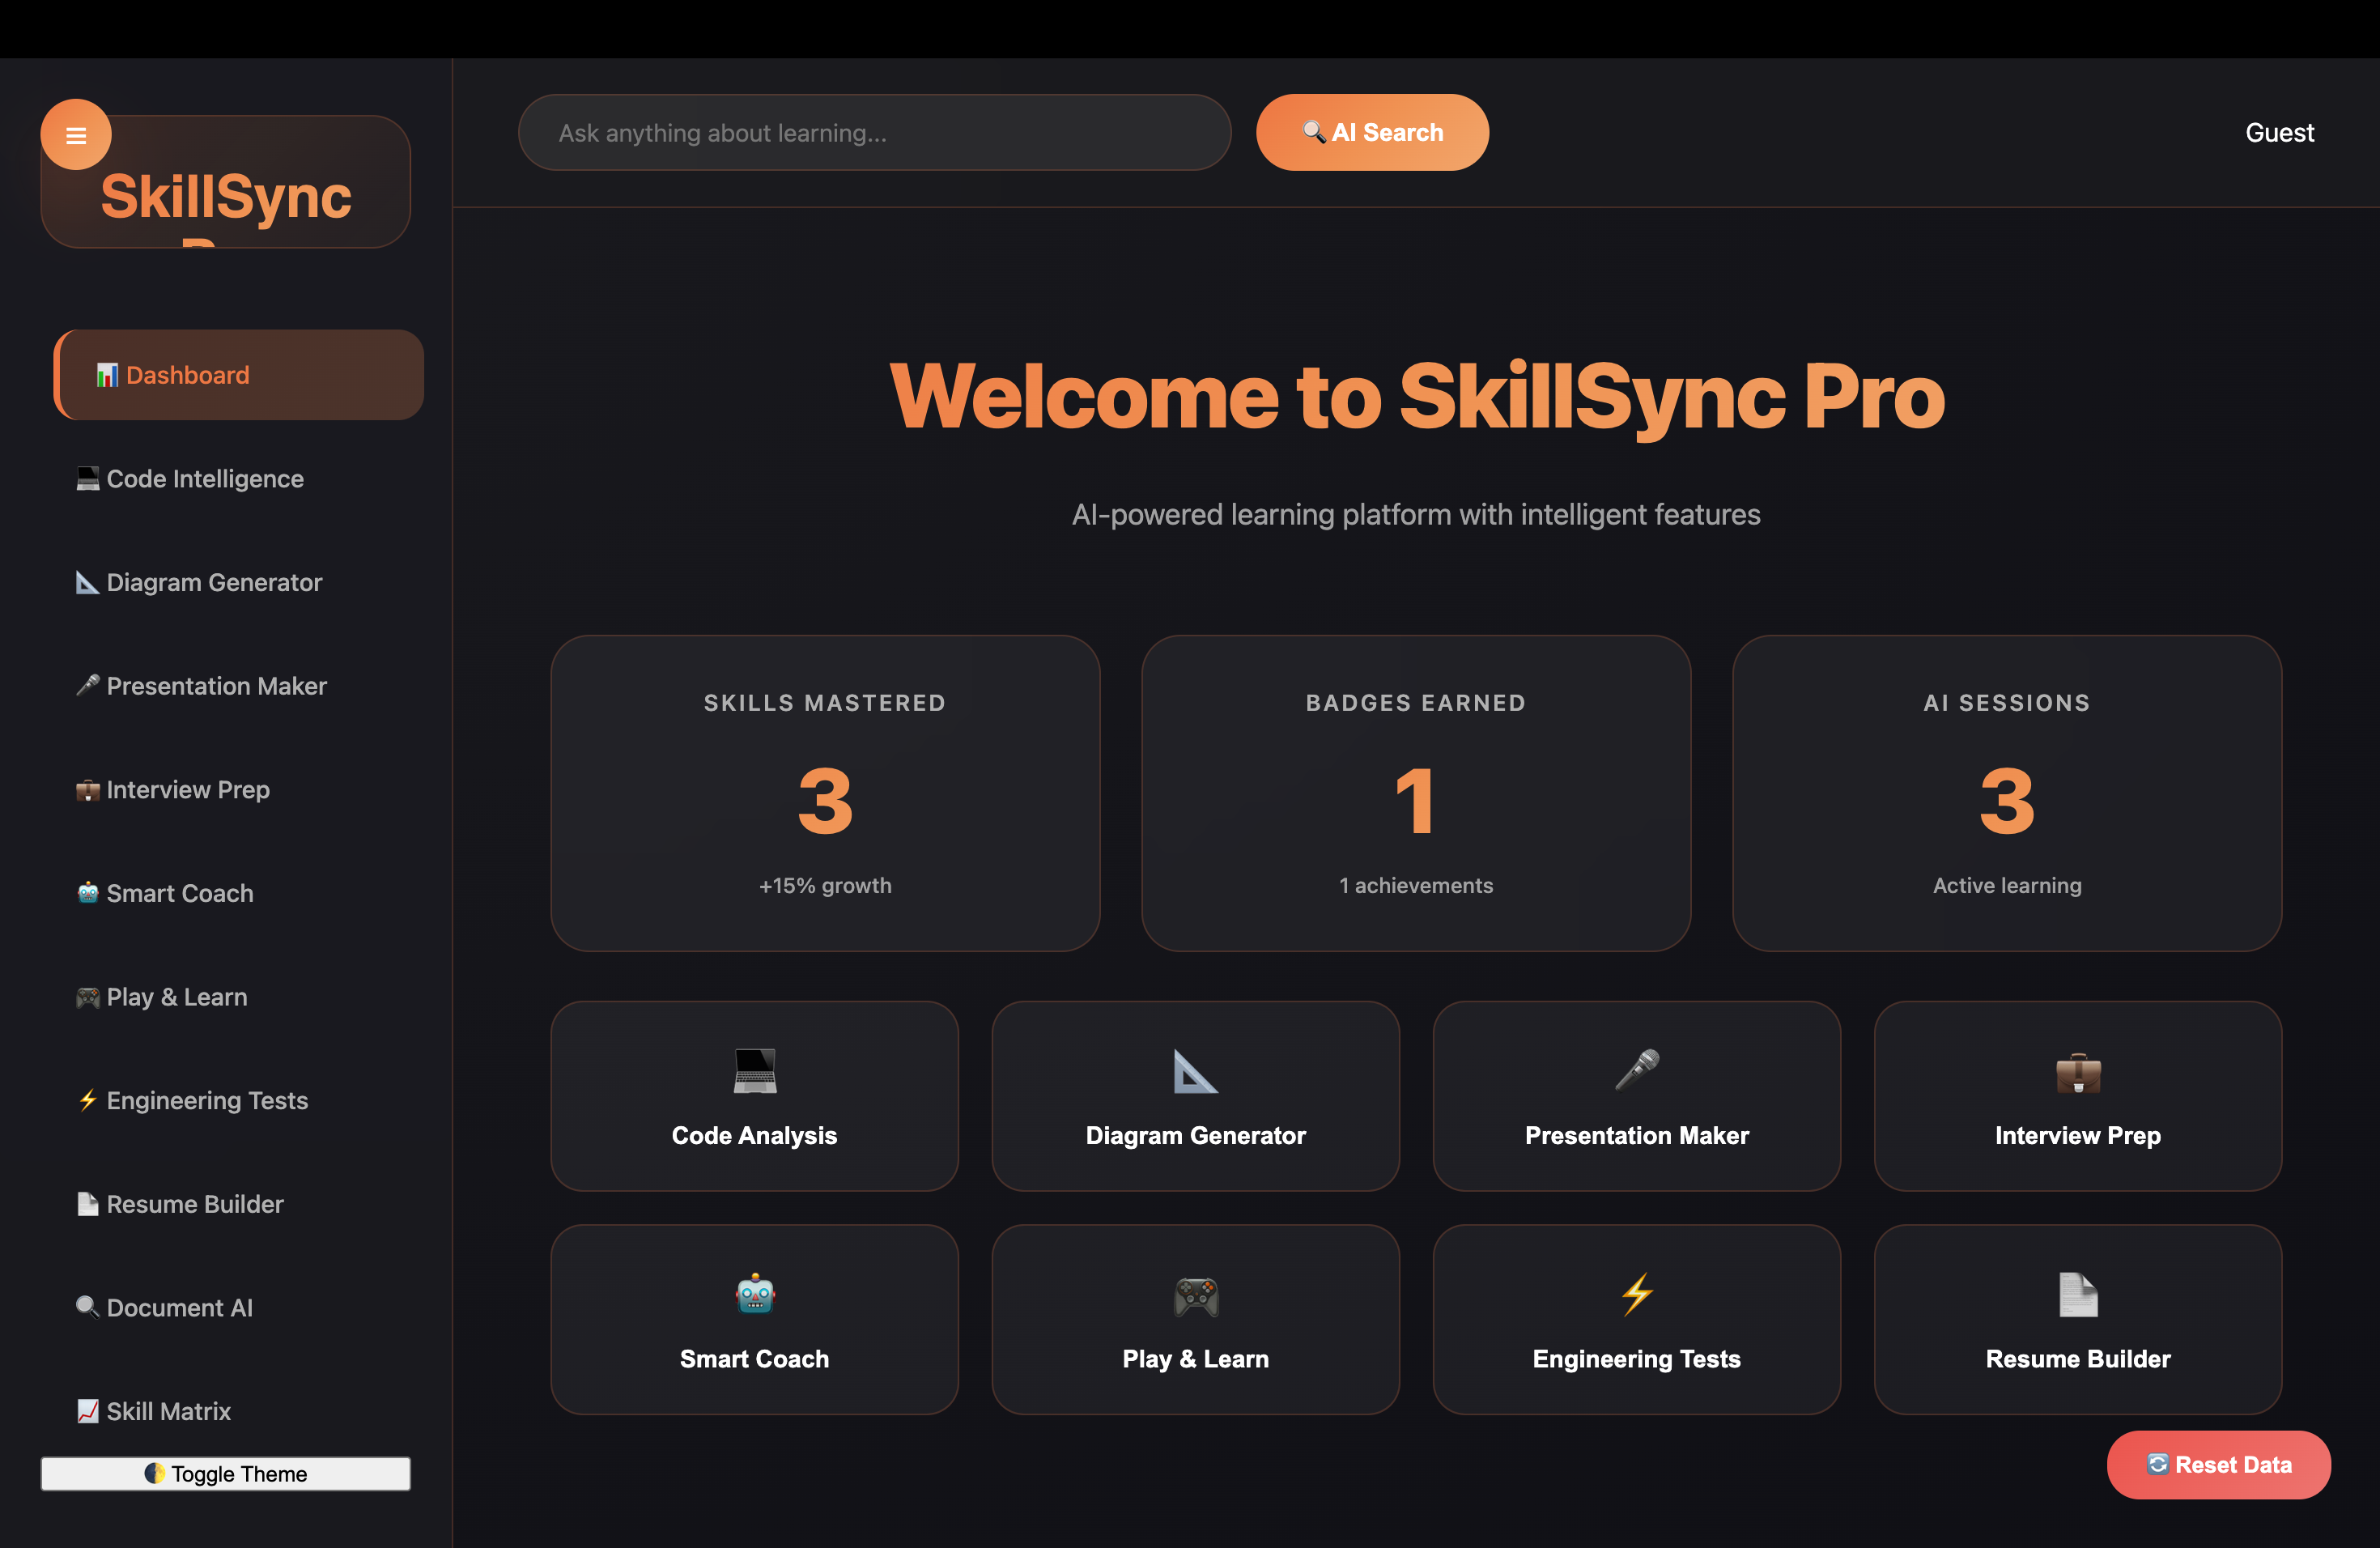 SkillSync
Dashboard
Code Intelligence
Diagram Generator
Presentation Maker
Interview Prep
Smart Coach
Play & Learn
Engineering Tests
Resume Builder
Document AI
Skill Matrix
Toggle Theme
Ask anything about learning...
AI Search
Guest
Welcome to SkillSync Pro
AI-powered learning platform with intelligent features
SKILLS MASTERED
3
+15% growth
BADGES EARNED
1
1 achievements
AI SESSIONS
3
Active learning
Code Analysis
Diagram Generator
Presentation Maker
Interview Prep
Smart Coach
Play & Learn
Engineering Tests
Resume Builder
Reset Data